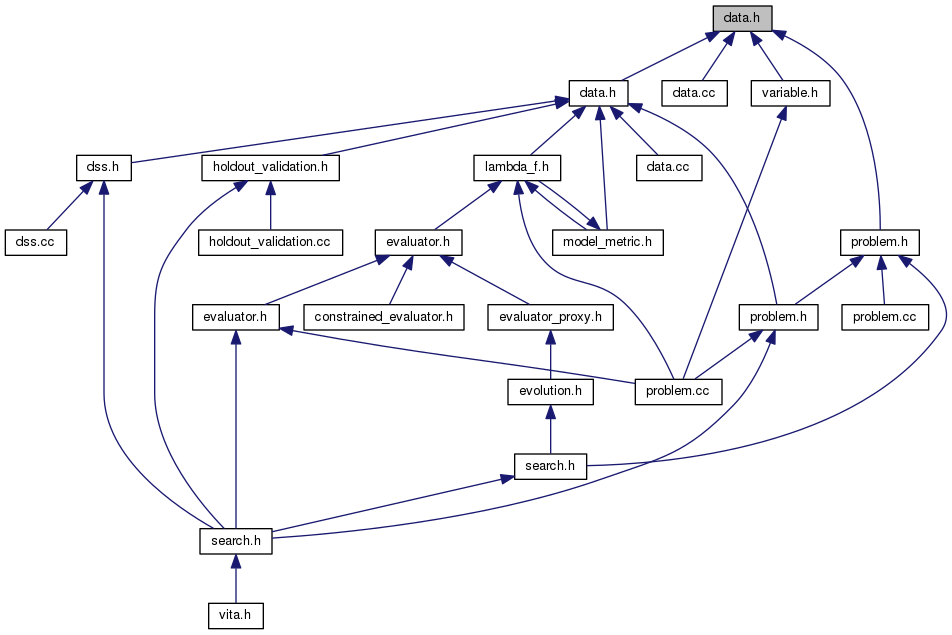 data.h
data.h
data.cc
variable.h
dss.h
holdout_validation.h
lambda_f.h
data.cc
dss.cc
holdout_validation.cc
evaluator.h
model_metric.h
problem.h
evaluator.h
constrained_evaluator.h
evaluator_proxy.h
problem.h
problem.cc
evolution.h
problem.cc
search.h
search.h
vita.h